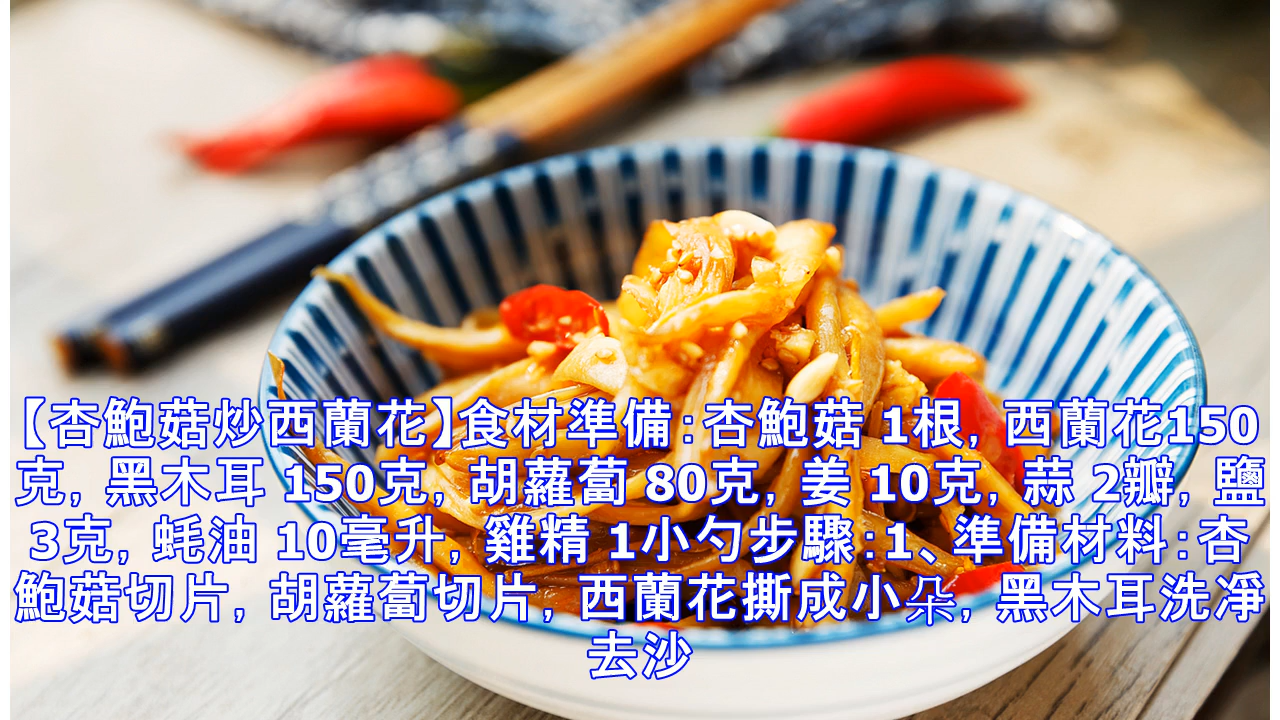 【杏鮑菇炒西蘭花】食材準備:杏鮑菇 1根, 西蘭花150
克, 黑木耳 150克, 胡蘿蔔 80克, 姜 10克, 蒜 2瓣, 鹽
3克, 蚝油 10毫升, 雞精 1小勺步驟:1、準備材料:杏
鮑菇切片, 胡蘿蔔切片, 西蘭花撕成小朵, 黑木耳洗凈
去沙